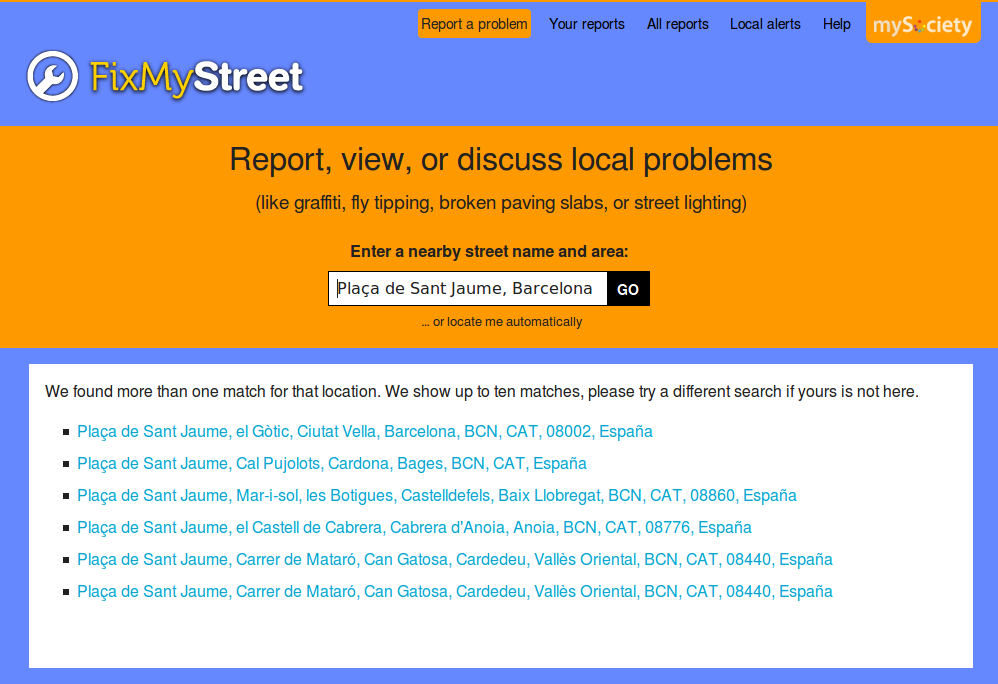 Report a problem Your reports All reports Local alerts Help mySociety
FixMyStreet
Report, view, or discuss local problems
(like graffiti, fly tipping, broken paving slabs, or street lighting)
Enter a nearby street name and area:
Plaça de Sant Jaume, Barcelona GO
... or locate me automatically
We found more than one match for that location. We show up to ten matches, please try a different search if yours is not here.
Plaça de Sant Jaume, el Gòtic, Ciutat Vella, Barcelona, BCN, CAT, 08002, España
Plaça de Sant Jaume, Cal Pujolots, Cardona, Bages, BCN, CAT, España
Plaça de Sant Jaume, Mar-i-sol, les Botigues, Castelldefels, Baix Llobregat, BCN, CAT, 08860, España
Plaça de Sant Jaume, el Castell de Cabrera, Cabrera d'Anoia, Anoia, BCN, CAT, 08776, España
Plaça de Sant Jaume, Carrer de Mataró, Can Gatosa, Cardedeu, Vallès Oriental, BCN, CAT, 08440, España
Plaça de Sant Jaume, Carrer de Mataró, Can Gatosa, Cardedeu, Vallès Oriental, BCN, CAT, 08440, España